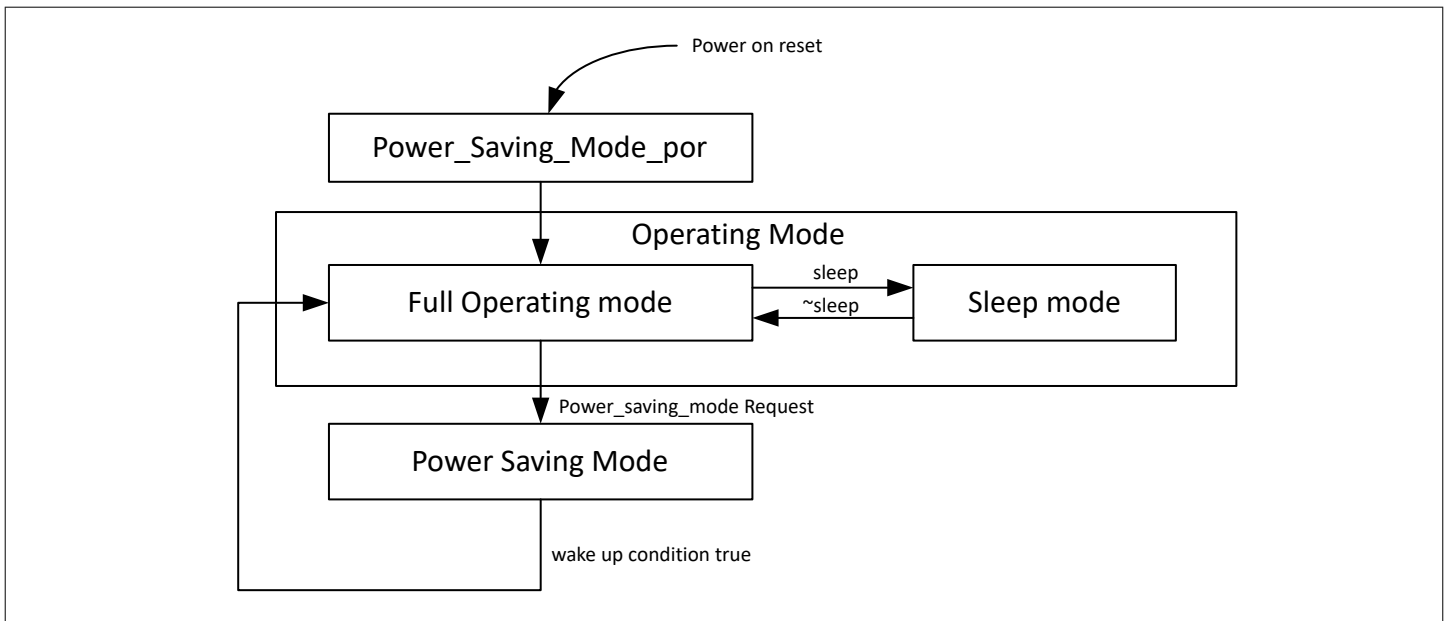 Power on reset
Power_Saving_Mode_por
Operating Mode
Full Operating mode
sleep
~sleep
Sleep mode
Power_saving_mode Request
Power Saving Mode
wake up condition true